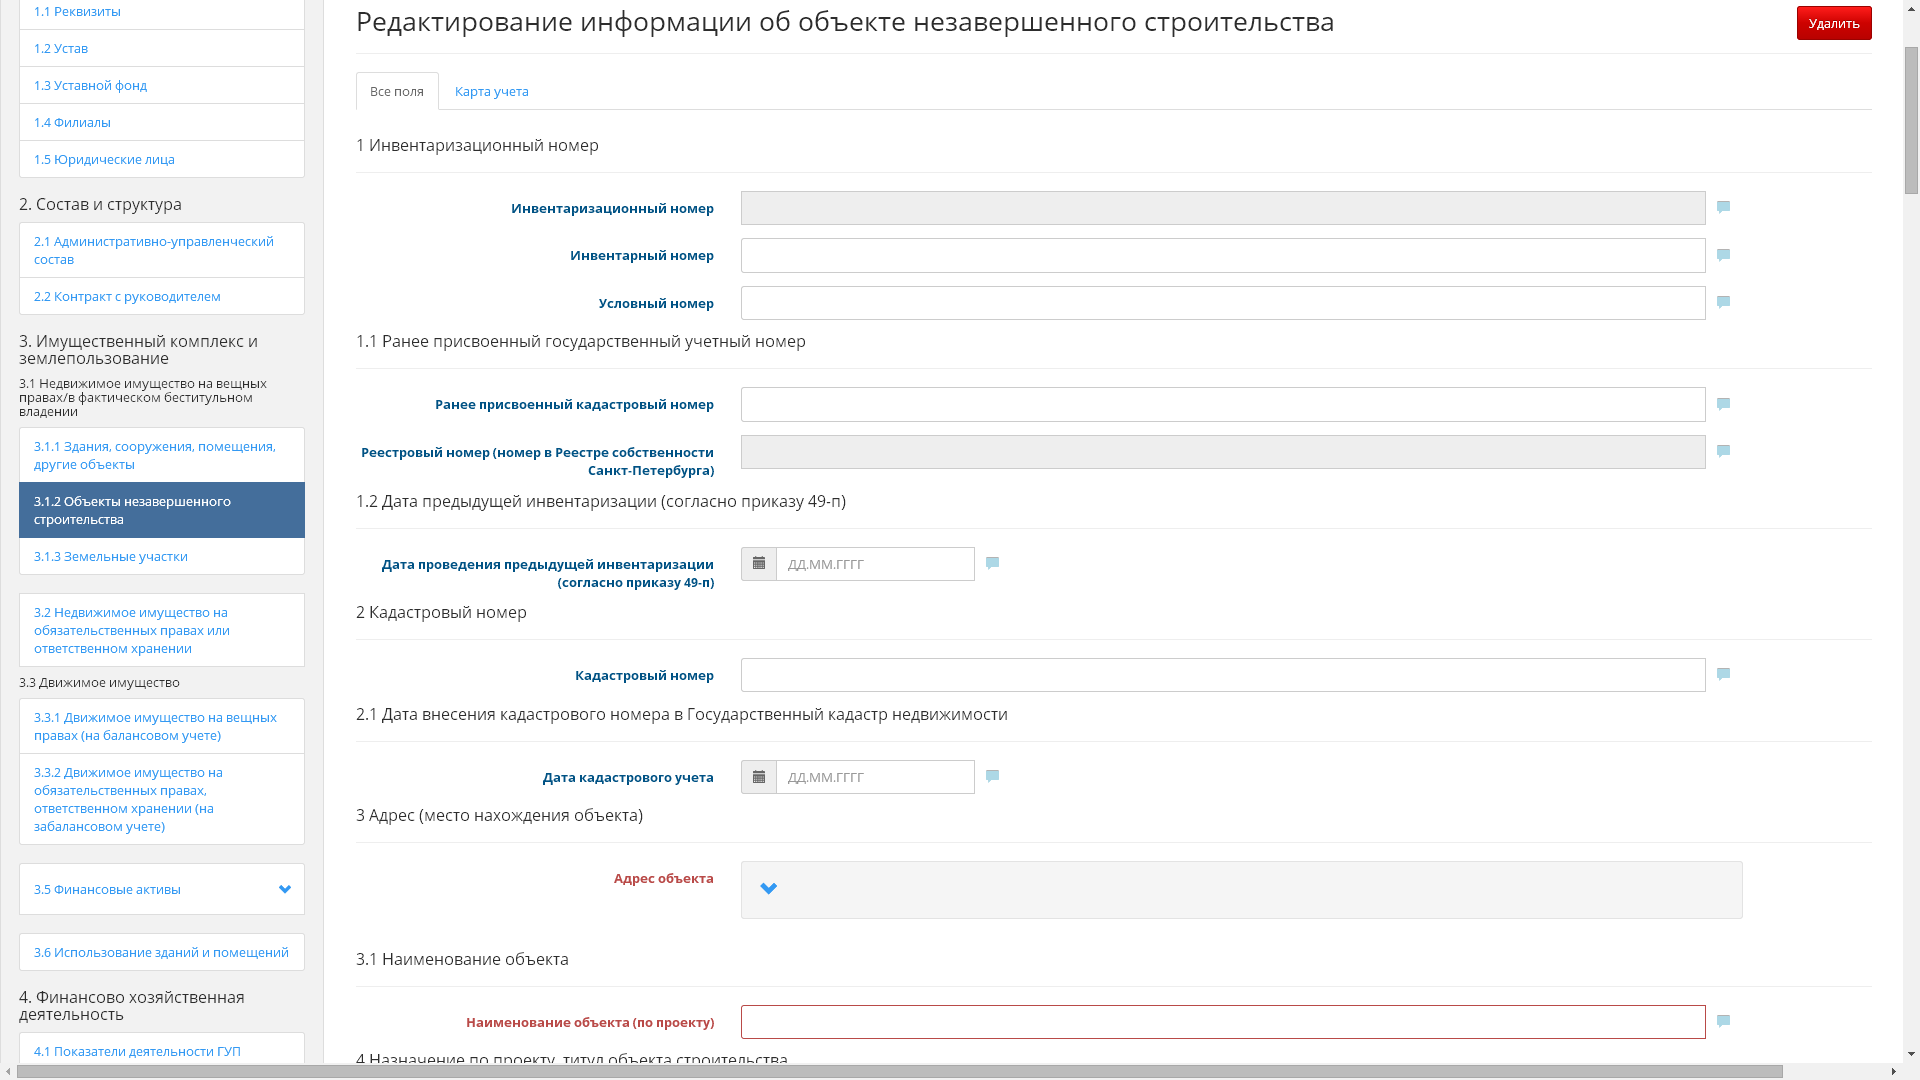 1.1 Реквизиты
1.2 Устав
1.3 Уставной фонд
1.4 Филиалы
1.5 Юридические лица
2. Состав и структура
2.1 Административно-управленческий
состав
2.2 Контракт с руководителем
3. Имущественный комплекс и
землепользование
3.1 Недвижимое имущество на вещных
правах/в фактическом беститульном
владении
3.1.1 Здания, сооружения, помещения,
другие объекты
3.1.2 Объекты незавершенного
строительства
3.1.3 Земельные участки
3.2 Недвижимое имущество на
обязательственных правах или
ответственном хранении
3.3 Движимое имущество
3.3.1 Движимое имущество на вещных
правах (на балансовом учете)
3.3.2 Движимое имущество на
обязательственных правах,
ответственном хранении (на
забалансовом учете)
3.5 Финансовые активы
3.6 Использование зданий и помещений
4. Финансово хозяйственная
деятельность
4.1 Показатели деятельности ГУП
Редактирование информации об объекте незавершенного строительства
Удалить
Все поля
Карта учета
1 Инвентаризационный номер
Инвентаризационный номер
Инвентарный номер
Условный номер
1.1 Ранее присвоенный государственный учетный номер
Ранее присвоенный кадастровый номер
Реестровый номер (номер в Реестре собственности
Санкт-Петербурга)
1.2 Дата предыдущей инвентаризации (согласно приказу 49-п)
Дата проведения предыдущей инвентаризации
(согласно приказу 49-п)
ДД.ММ.ГГГГ
2 Кадастровый номер
Кадастровый номер
2.1 Дата внесения кадастрового номера в Государственный кадастр недвижимости
Дата кадастрового учета
ДД.ММ.ГГГГ
3 Адрес (место нахождения объекта)
Адрес объекта
3.1 Наименование объекта
Наименование объекта (по проекту)
4 Назначение по проекту, титул объекта строительства